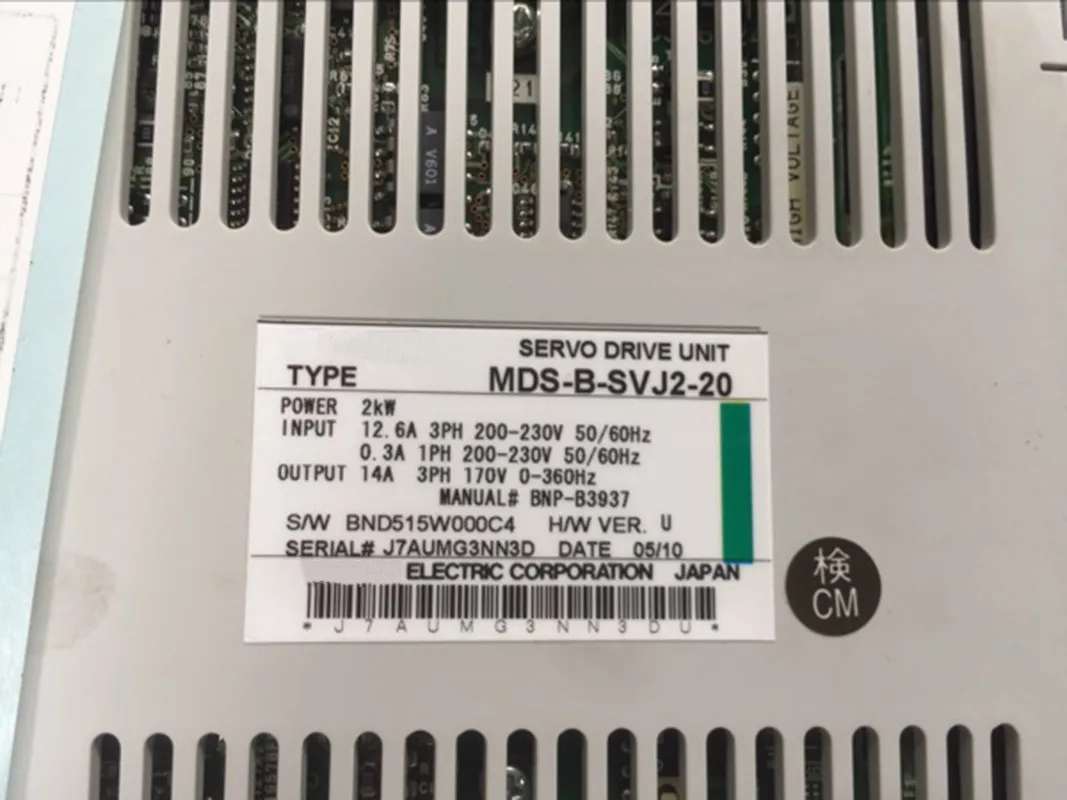 21
A V601
HIGH VOLTAGE
SERVO DRIVE UNIT
TYPE MDS-B-SVJ2-20
POWER 2kW
INPUT 12.6A 3PH 200-230V 50/60Hz
0.3A 1PH 200-230V 50/60Hz
OUTPUT 14A 3PH 170V 0-360Hz
MANUAL# BNP-B3937
S/W BND515W000C4 H/W VER. U
SERIAL# J7AUMG3NN3D DATE 05/10
ELECTRIC CORPORATION JAPAN
*J7AUMG3NN3DU*
検
CM